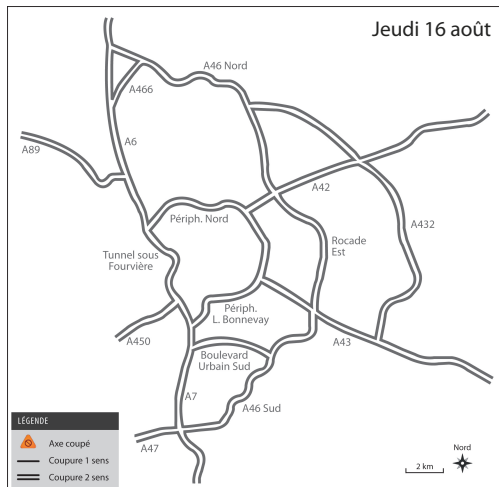 Jeudi 16 août
A46 Nord
A466
A6
A89
A42
Périph. Nord
A432
Rocade
Est
Tunnel sous
Fourvière
Périph.
L. Bonnevay
A450
A43
Boulevard
Urbain Sud
A7
A46 Sud
A47
LÉGENDE
Axe coupé
Coupure 1 sens
Coupure 2 sens
2 km
Nord